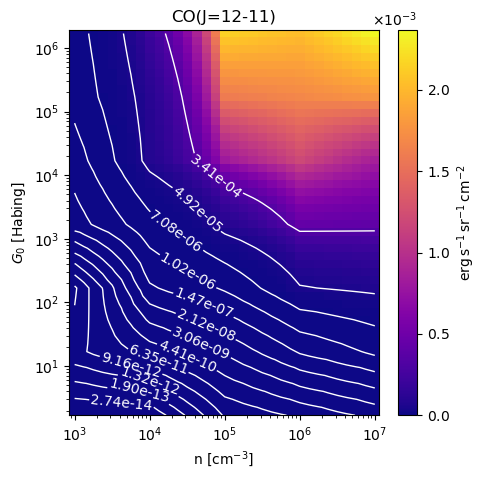 CO(J=12-11)
×10⁻³
10⁶
10⁵
10⁴
10³
10²
10¹
G₀ [Habing]
3.41e-04
4.92e-05
7.08e-06
1.02e-06
1.47e-07
2.12e-08
3.06e-09
4.41e-10
6.35e-11
9.16e-12
1.32e-12
1.90e-13
2.74e-14
10³
10⁴
10⁵
10⁶
10⁷
n [cm⁻³]
2.0
1.5
1.0
0.5
0.0
erg s⁻¹ sr⁻¹ cm⁻²